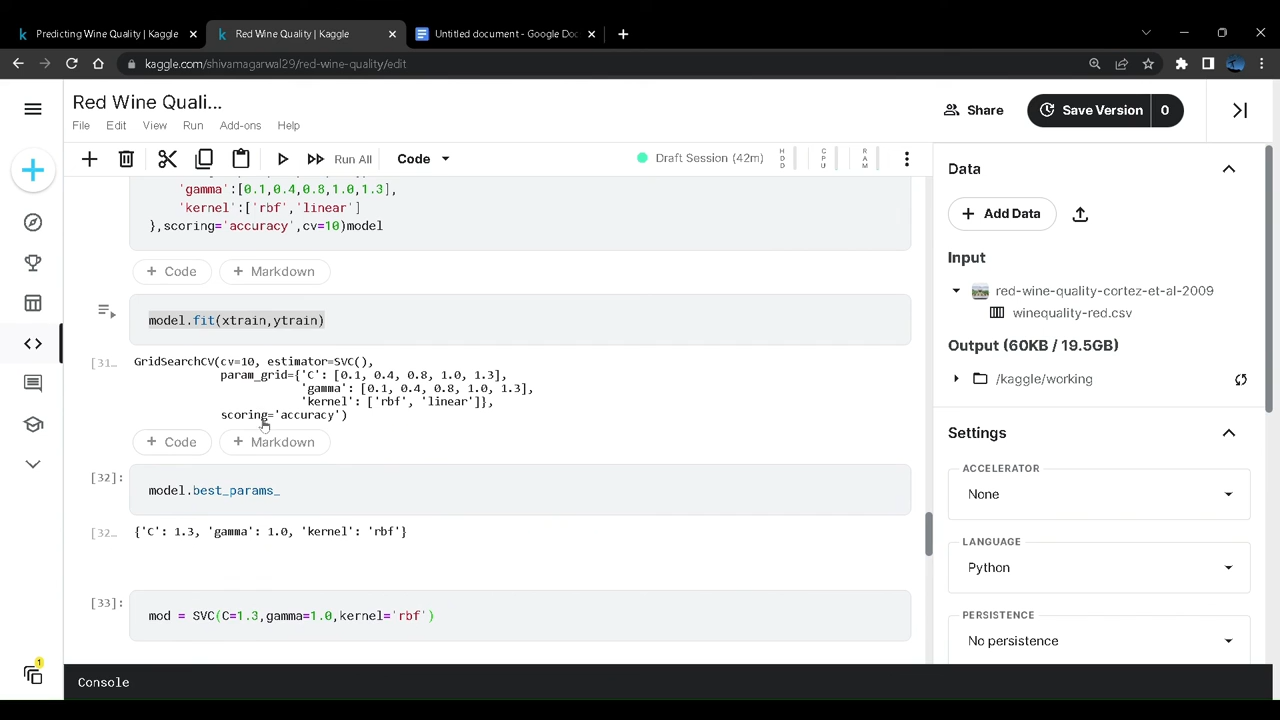 Predicting Wine Quality | Kaggle
Red Wine Quality | Kaggle
Untitled document - Google Doc
kaggle.com/shivamagarwal29/red-wine-quality/edit
Red Wine Quali...
Share
Save Version
0
File Edit View Run Add-ons Help
Run All
Code
Draft Session (42m)
HDD
CPU
RAM
'gamma':[0.1,0.4,0.8,1.0,1.3],
'kernel':['rbf','linear']
},scoring='accuracy',cv=10)model
+ Code
+ Markdown
model.fit(xtrain,ytrain)
[31...
GridSearchCV(cv=10, estimator=SVC(),
param_grid={'C': [0.1, 0.4, 0.8, 1.0, 1.3],
'gamma': [0.1, 0.4, 0.8, 1.0, 1.3],
'kernel': ['rbf', 'linear']},
scoring='accuracy')
+ Code
+ Markdown
[32]:
model.best_params_
[32...
{'C': 1.3, 'gamma': 1.0, 'kernel': 'rbf'}
[33]:
mod = SVC(C=1.3,gamma=1.0,kernel='rbf')
Console
1
Data
+ Add Data
Input
red-wine-quality-cortez-et-al-2009
winequality-red.csv
Output (60KB / 19.5GB)
/kaggle/working
Settings
ACCELERATOR
None
LANGUAGE
Python
PERSISTENCE
No persistence